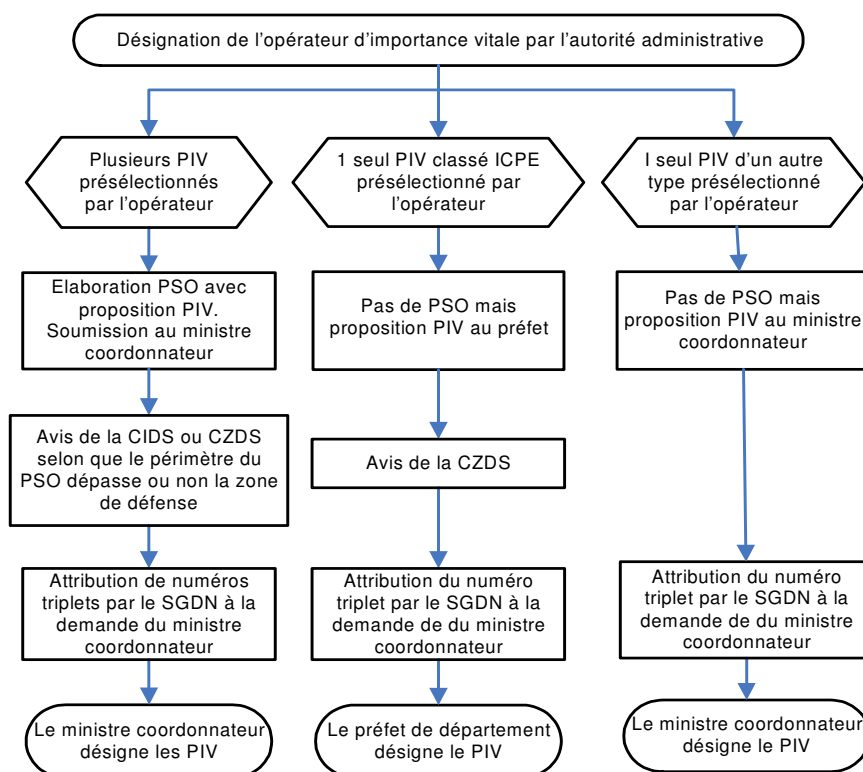 Désignation de l'opérateur d'importance vitale par l'autorité administrative
Plusieurs PIV
présélectionnés
par l'opérateur
1 seul PIV classé ICPE
présélectionné par
l'opérateur
I seul PIV d'un autre
type présélectionné
par l'opérateur
Elaboration PSO avec
proposition PIV.
Soumission au ministre
coordonnateur
Pas de PSO mais
proposition PIV au préfet
Pas de PSO mais
proposition PIV au ministre
coordonnateur
Avis de la CIDS ou CZDS
selon que le périmètre du
PSO dépasse ou non la zone
de défense
Avis de la CZDS
Attribution de numéros
triplets par le SGDN à la
demande du ministre
coordonnateur
Attribution du numéro
triplet par le SGDN à la
demande de du ministre
coordonnateur
Attribution du numéro
triplet par le SGDN à la
demande de du ministre
coordonnateur
Le ministre coordonnateur
désigne les PIV
Le préfet de département
désigne le PIV
Le ministre coordonnateur
désigne le PIV